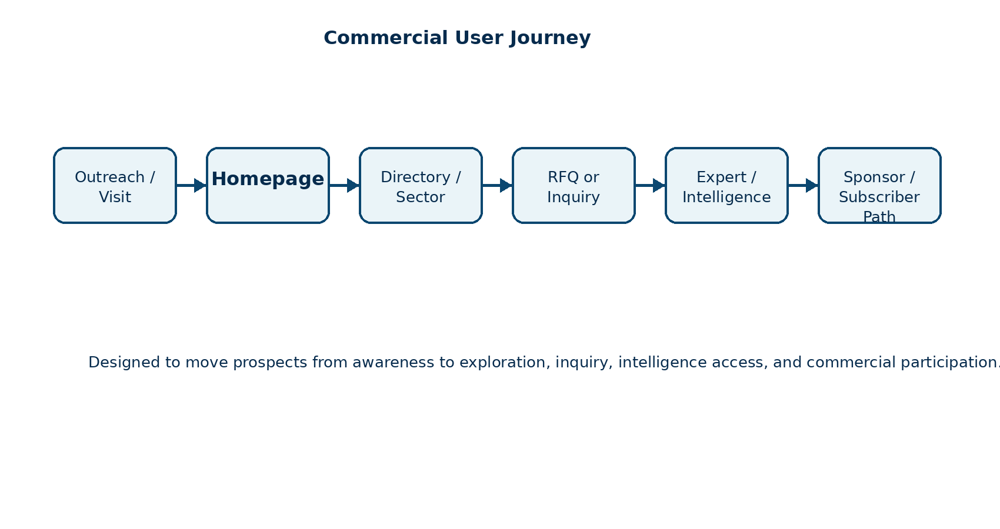 Commercial User Journey
Outreach /
Visit
Homepage
Directory /
Sector
RFQ or
Inquiry
Expert /
Intelligence
Sponsor /
Subscriber
Path
Designed to move prospects from awareness to exploration, inquiry, intelligence access, and commercial participation.